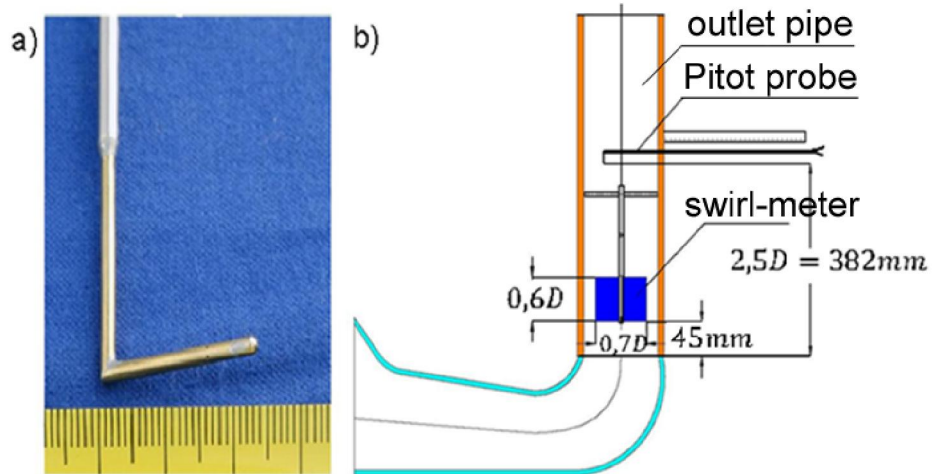 a)
b)
outlet pipe
Pitot probe
swirl-meter
2,5D = 382mm
0,6D
0,7D
45mm